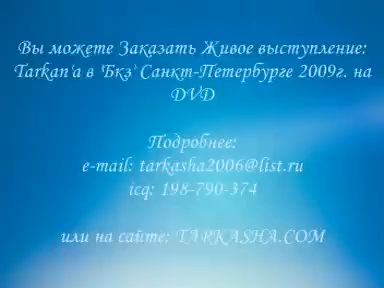 Вы можете Заказать Живое выступление:
Tarkan'а в 'Бкз' Санкт-Петербурге 2009г. на
DVD
Подробнее:
e-mail: tarkasha2006@list.ru
icq: 198-790-374
или на сайте: TARKASHA.COM